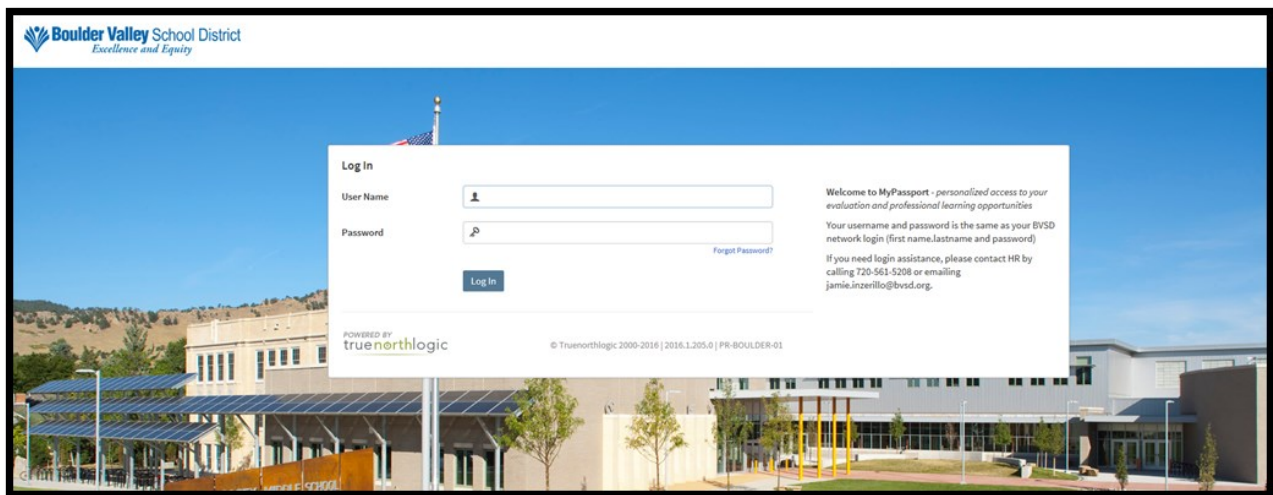 Boulder Valley School District
Excellence and Equity
Log In
User Name
Password
Forgot Password?
Log In
Welcome to MyPassport - personalized access to your
evaluation and professional learning opportunities
Your username and password is the same as your BVSD
network login (first name.lastname and password)
If you need login assistance, please contact HR by
calling 720-561-5208 or emailing
jamie.inzerillo@bvsd.org.
POWERED BY
truenorthlogic
© Truenorthlogic 2000-2016 | 2016.1.205.0 | PR-BOULDER-01
MIDDLE SCHOOL